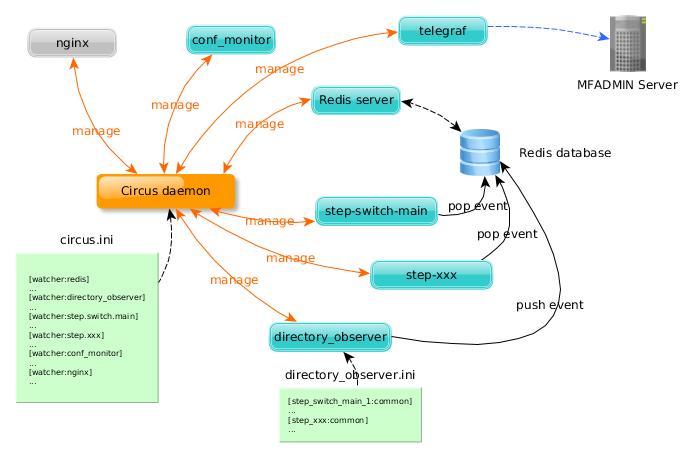 nginx
conf_monitor
telegraf
MFADMIN Server
manage
manage
manage
manage
Redis server
Redis database
Circus daemon
step-switch-main
pop event
manage
pop event
step-xxx
manage
manage
push event
circus.ini
[watcher:redis]
...
[watcher:directory_observer]
...
[watcher:step.switch.main]
...
[watcher:step.xxx]
...
[watcher:conf_monitor]
...
[watcher:nginx]
...
directory_observer
directory_observer.ini
[step_switch_main_1:common]
...
[step_xxx:common]
...